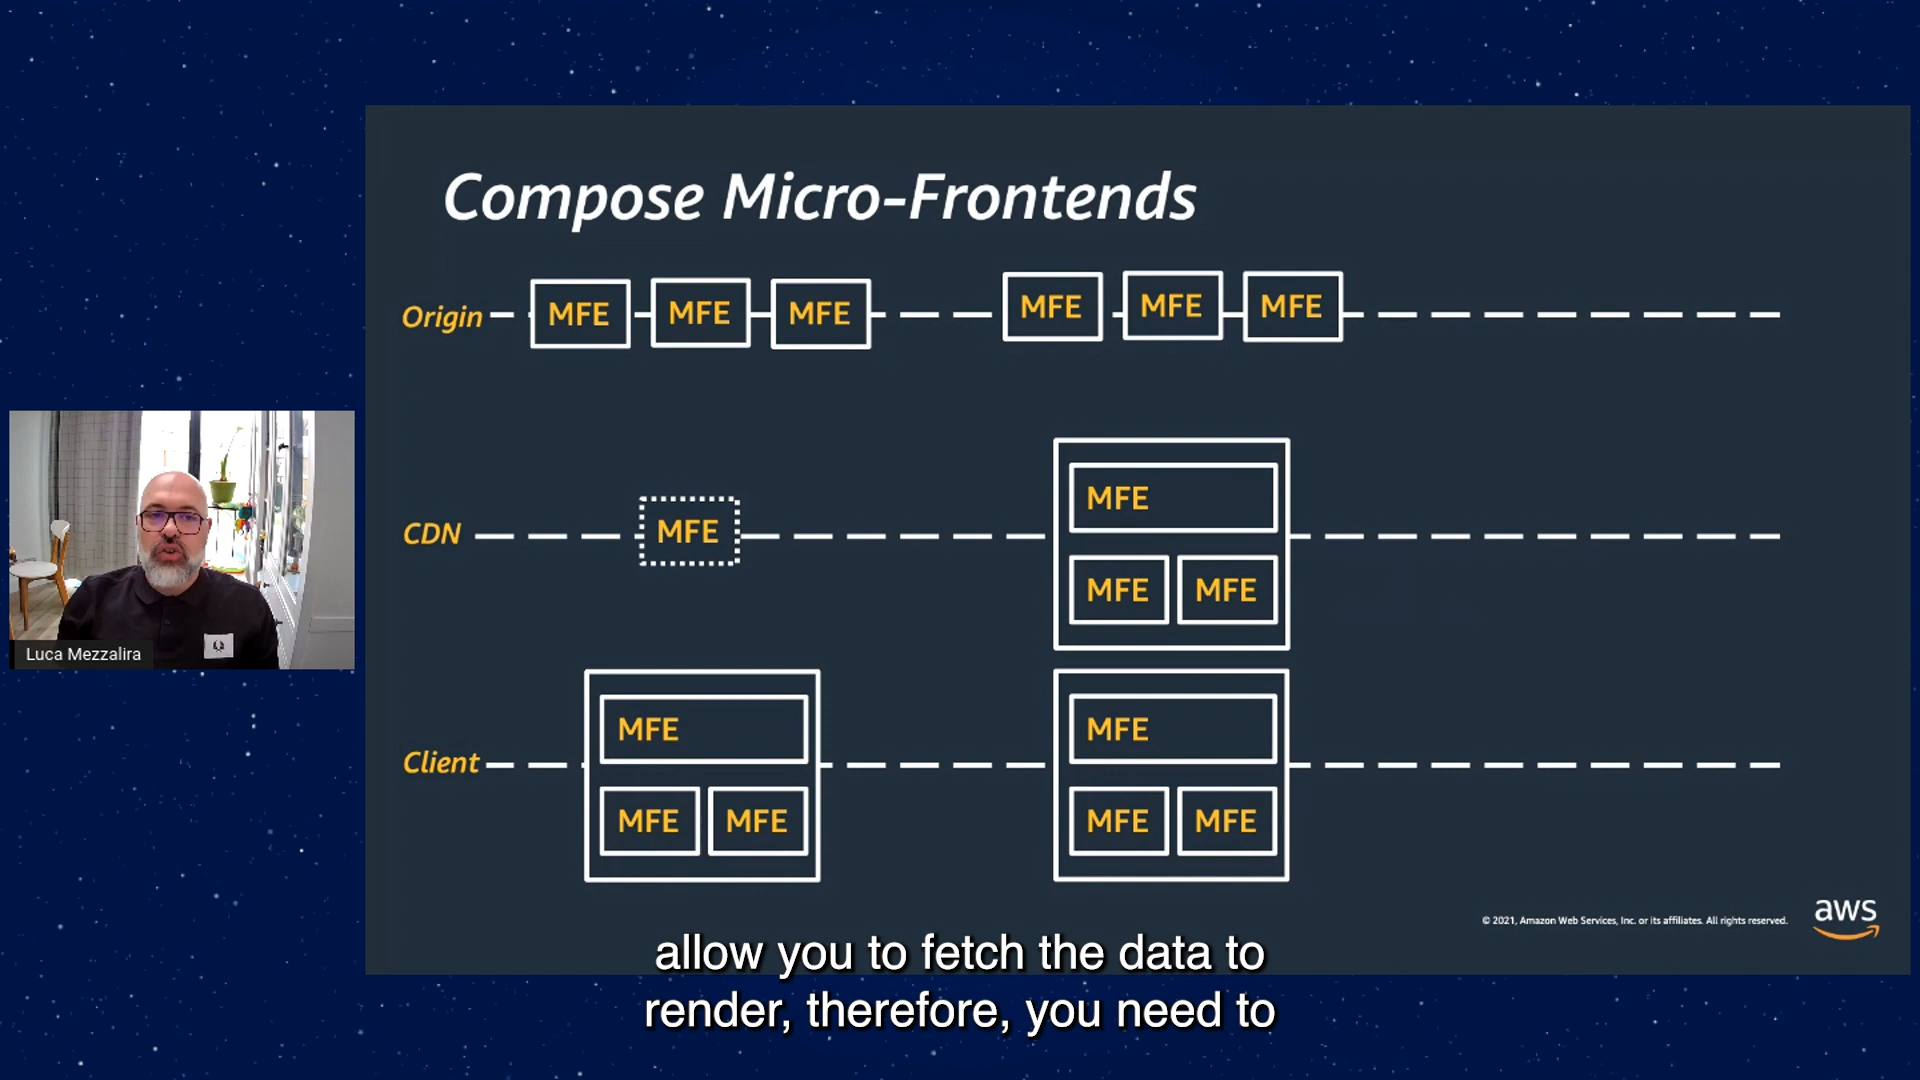 Compose Micro-Frontends
Origin
MFE
MFE
MFE
MFE
MFE
MFE
CDN
MFE
MFE
MFE
MFE
Client
MFE
MFE
MFE
MFE
MFE
MFE
Luca Mezzalira
© 2021, Amazon Web Services, Inc. or its affiliates. All rights reserved.
aws
allow you to fetch the data to
render, therefore, you need to